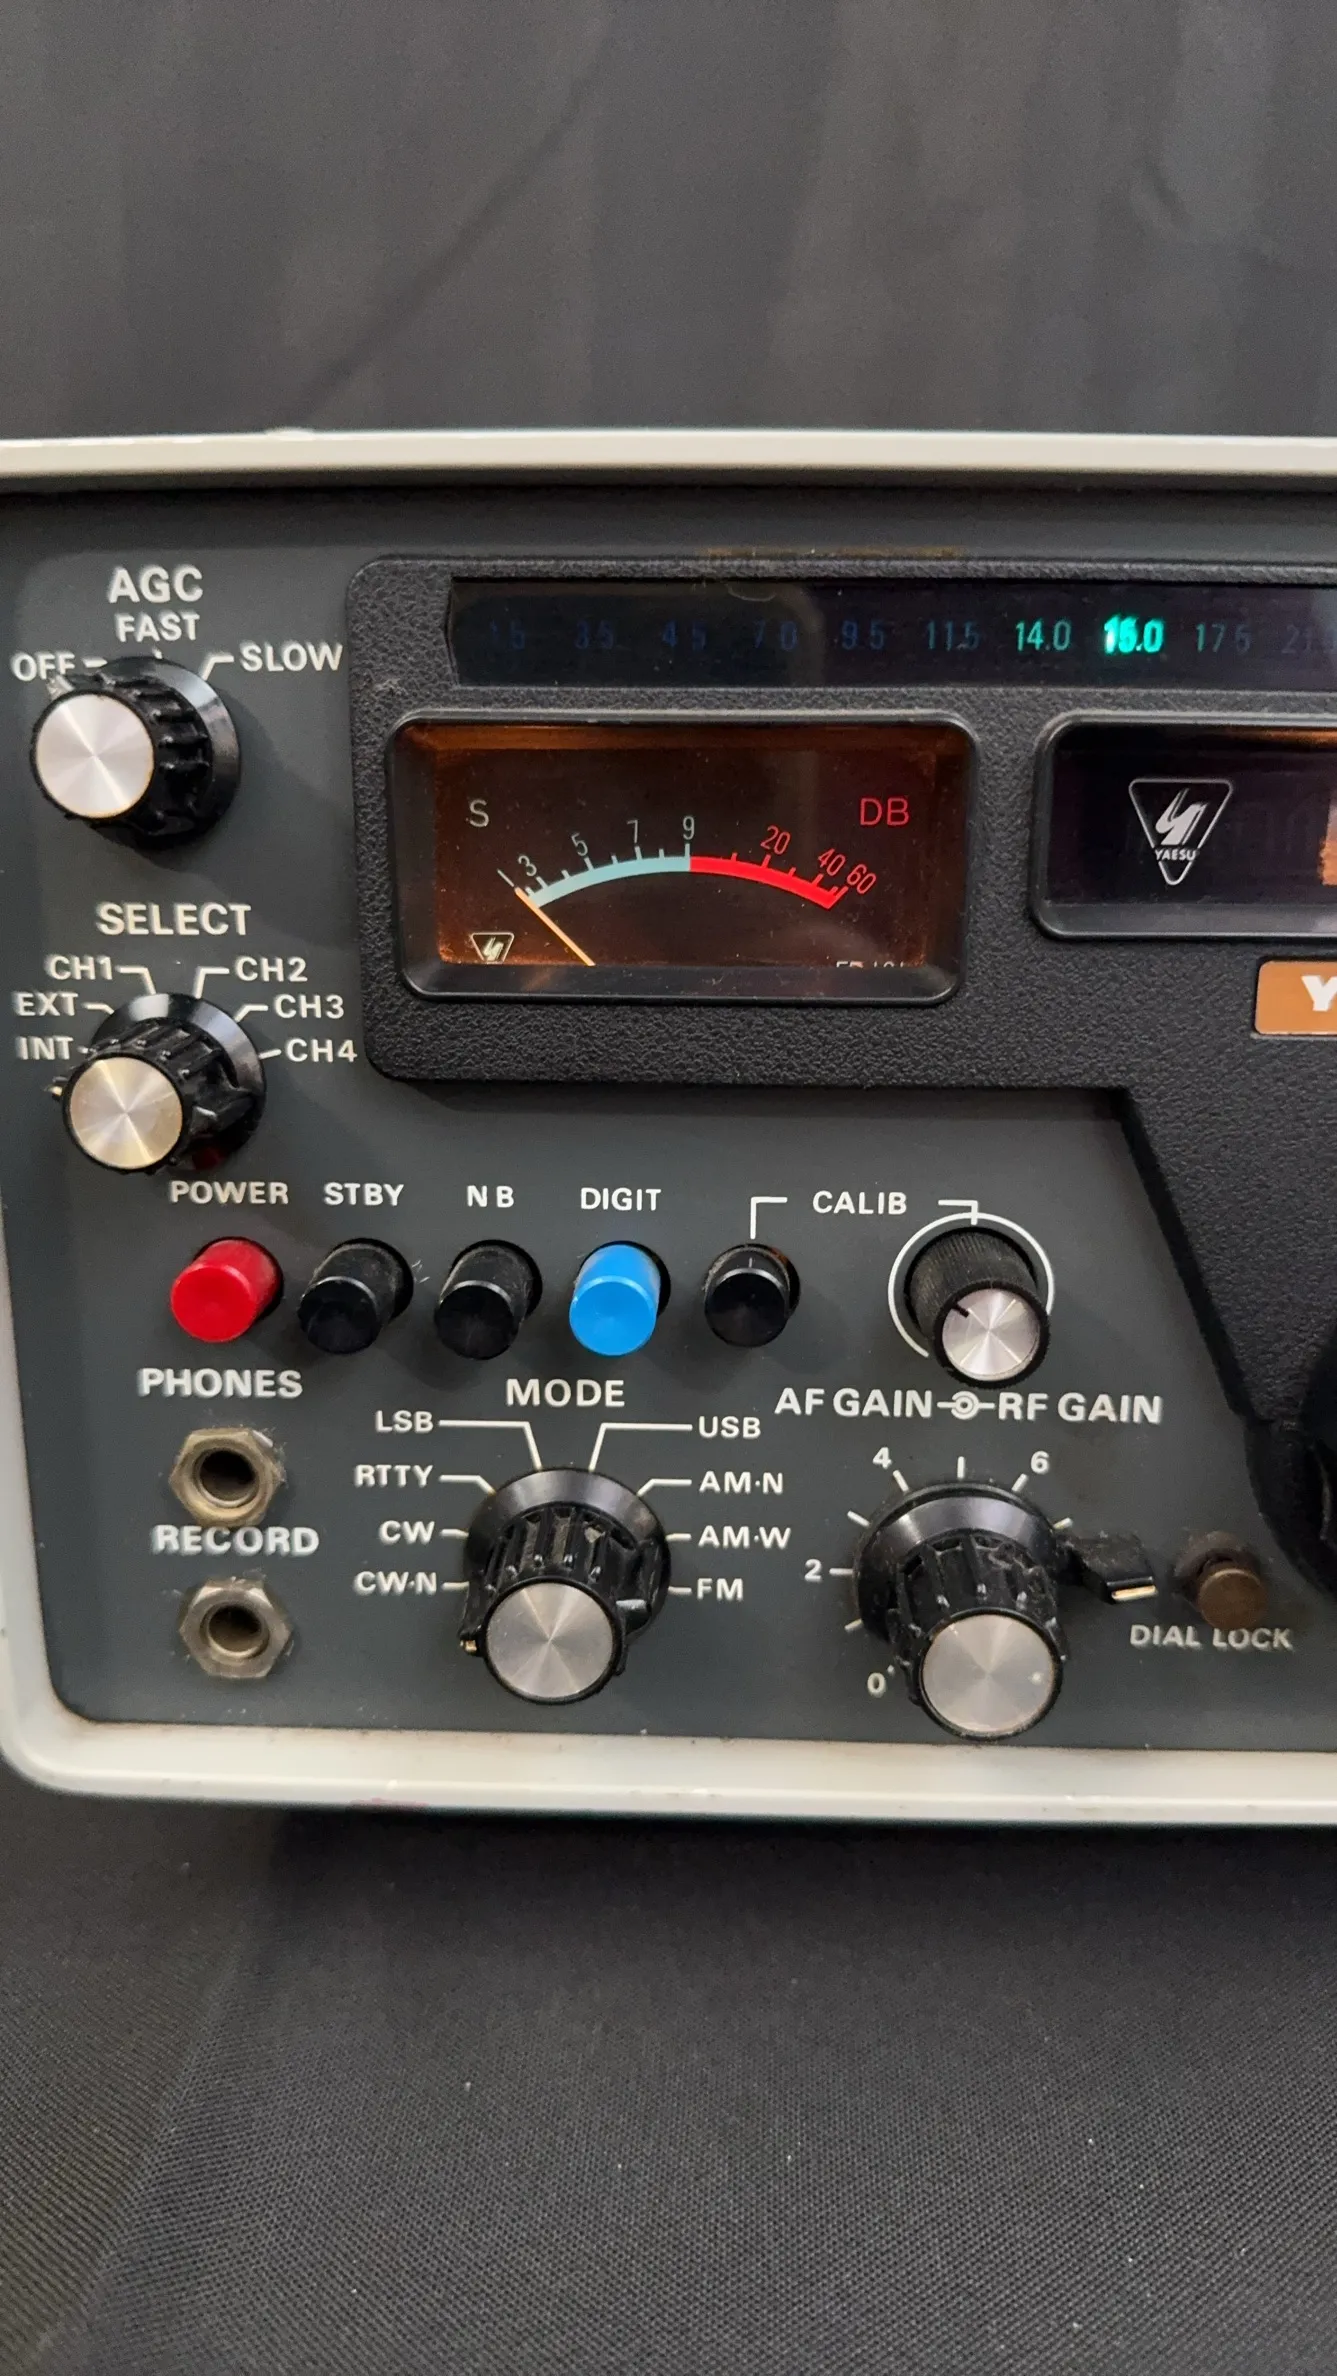 AGC
FAST
OFF SLOW
1.5 3.5 4.5 7.0 9.5 11.5 14.0 15.0 17.5
S DB
3 5 7 9 20 40 60
YAESU
SELECT
CH1 CH2
EXT CH3
INT CH4
Y
POWER STBY NB DIGIT CALIB
PHONES
MODE
AF GAIN RF GAIN
LSB USB
RTTY AM·N
CW AM·W
CW·N FM
4 6
2
0
RECORD
DIAL LOCK